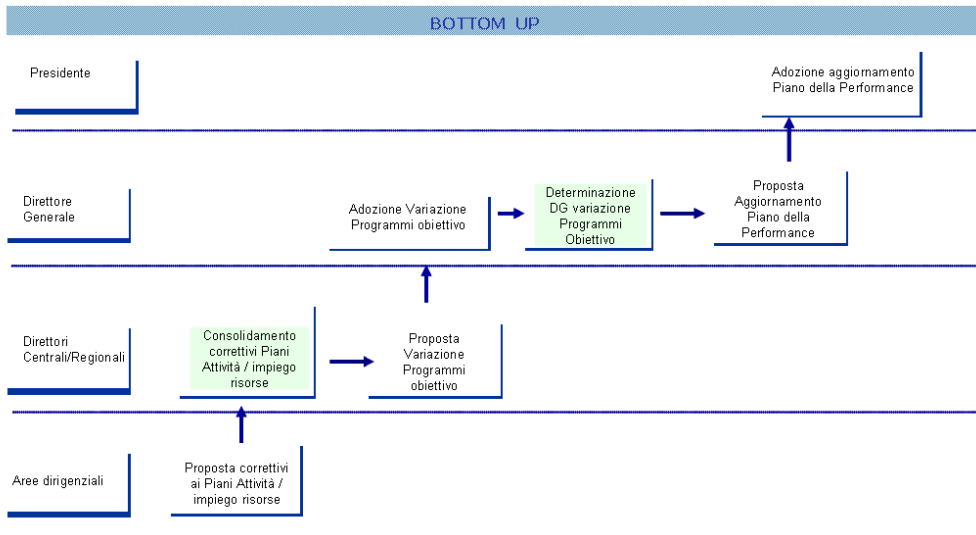 BOTTOM UP
Presidente
Adozione aggiornamento
Piano della Performance
Direttore
Generale
Adozione Variazione
Programmi obiettivo
Determinazione
DG variazione
Programmi
Obiettivo
Proposta
Aggiornamento
Piano della
Performance
Direttori
Centrali/Regionali
Consolidamento
correttivi Piani
Attività / impiego
risorse
Proposta
Variazione
Programmi
obiettivo
Aree dirigenziali
Proposta correttivi
ai Piani Attività /
impiego risorse